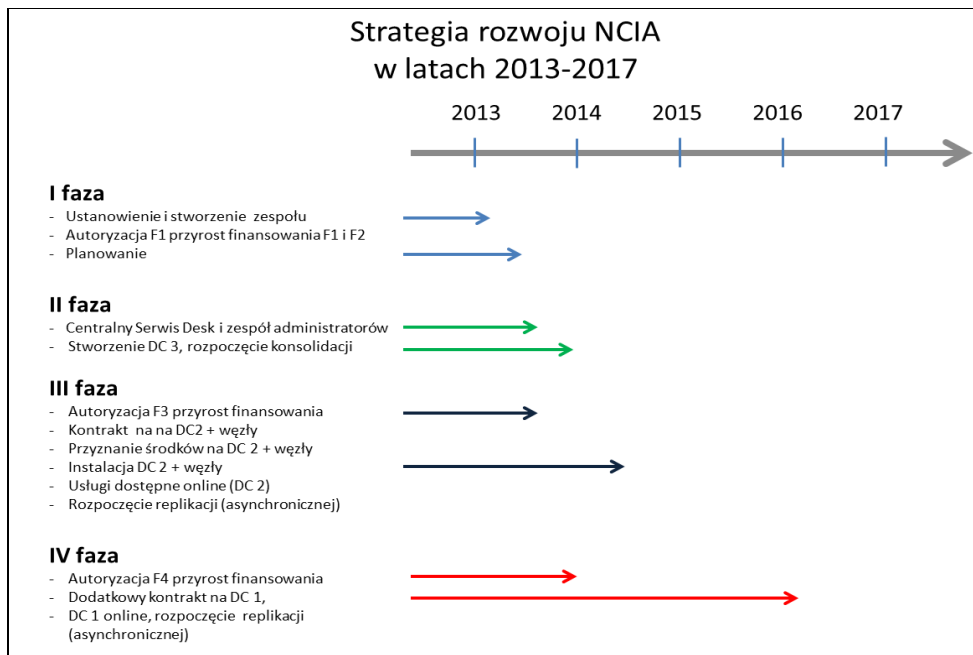 Strategia rozwoju NCIA
w latach 2013-2017
2013 2014 2015 2016 2017
I faza
- Ustanowienie i stworzenie zespołu
- Autoryzacja F1 przyrost finansowania F1 i F2
- Planowanie
II faza
- Centralny Serwis Desk i zespół administratorów
- Stworzenie DC 3, rozpoczęcie konsolidacji
III faza
- Autoryzacja F3 przyrost finansowania
- Kontrakt na na DC2 + węzły
- Przyznanie środków na DC 2 + węzły
- Instalacja DC 2 + węzły
- Usługi dostępne online (DC 2)
- Rozpoczęcie replikacji (asynchronicznej)
IV faza
- Autoryzacja F4 przyrost finansowania
- Dodatkowy kontrakt na DC 1,
- DC 1 online, rozpoczęcie replikacji
(asynchronicznej)